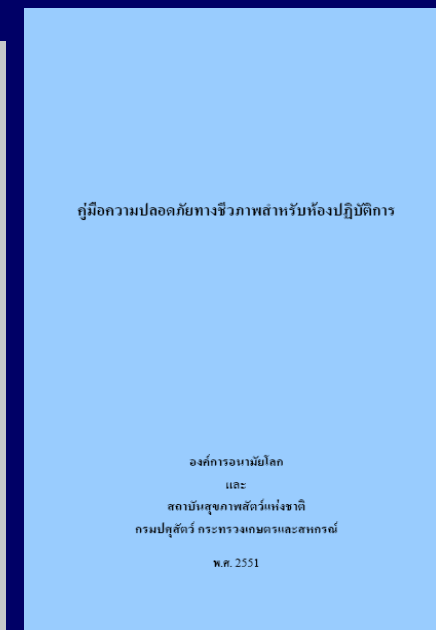 คู่มือความปลอดภัยทางชีวภาพสำหรับห้องปฏิบัติการ
องค์การอนามัยโลก
และ
สถาบันสุขภาพสัตว์แห่งชาติ
กรมปศุสัตว์ กระทรวงเกษตรและสหกรณ์
พ.ศ. 2551